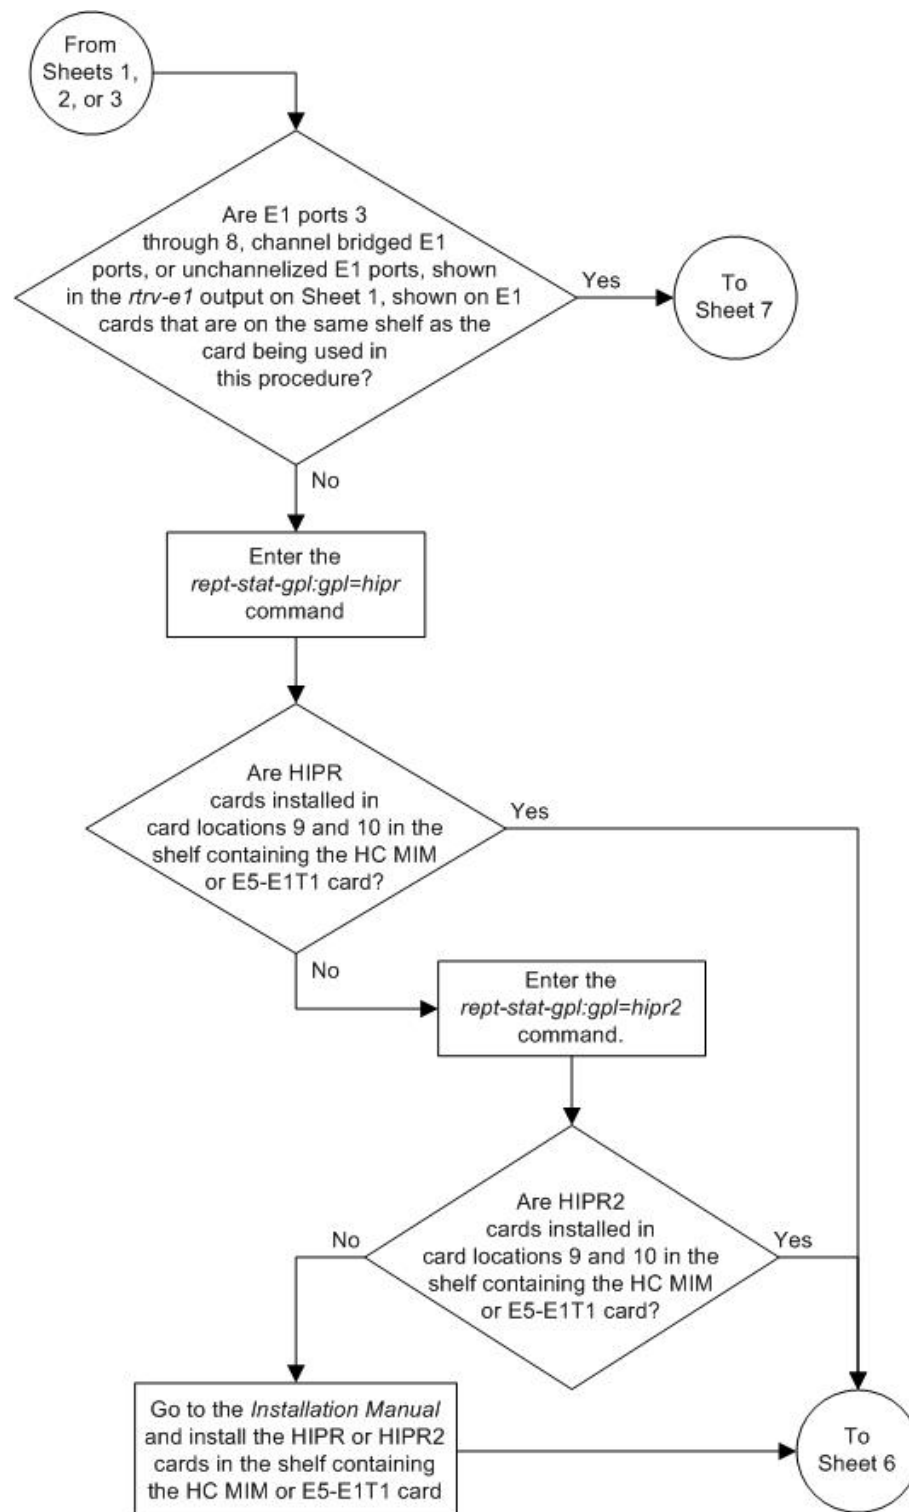 From
Sheets 1,
2, or 3
Are E1 ports 3
through 8, channel bridged E1
ports, or unchannelized E1 ports, shown
in the rtrv-e1 output on Sheet 1, shown on E1
cards that are on the same shelf as the
card being used in
this procedure?
Yes
To
Sheet 7
No
Enter the
rept-stat-gpl:gpl=hipr
command
Are HIPR
cards installed in
card locations 9 and 10 in the
shelf containing the HC MIM
or E5-E1T1 card?
Yes
No
Enter the
rept-stat-gpl:gpl=hipr2
command.
Are HIPR2
cards installed in
card locations 9 and 10 in the
shelf containing the HC MIM
or E5-E1T1 card?
No
Yes
Go to the Installation Manual
and install the HIPR or HIPR2
cards in the shelf containing
the HC MIM or E5-E1T1 card
To
Sheet 6